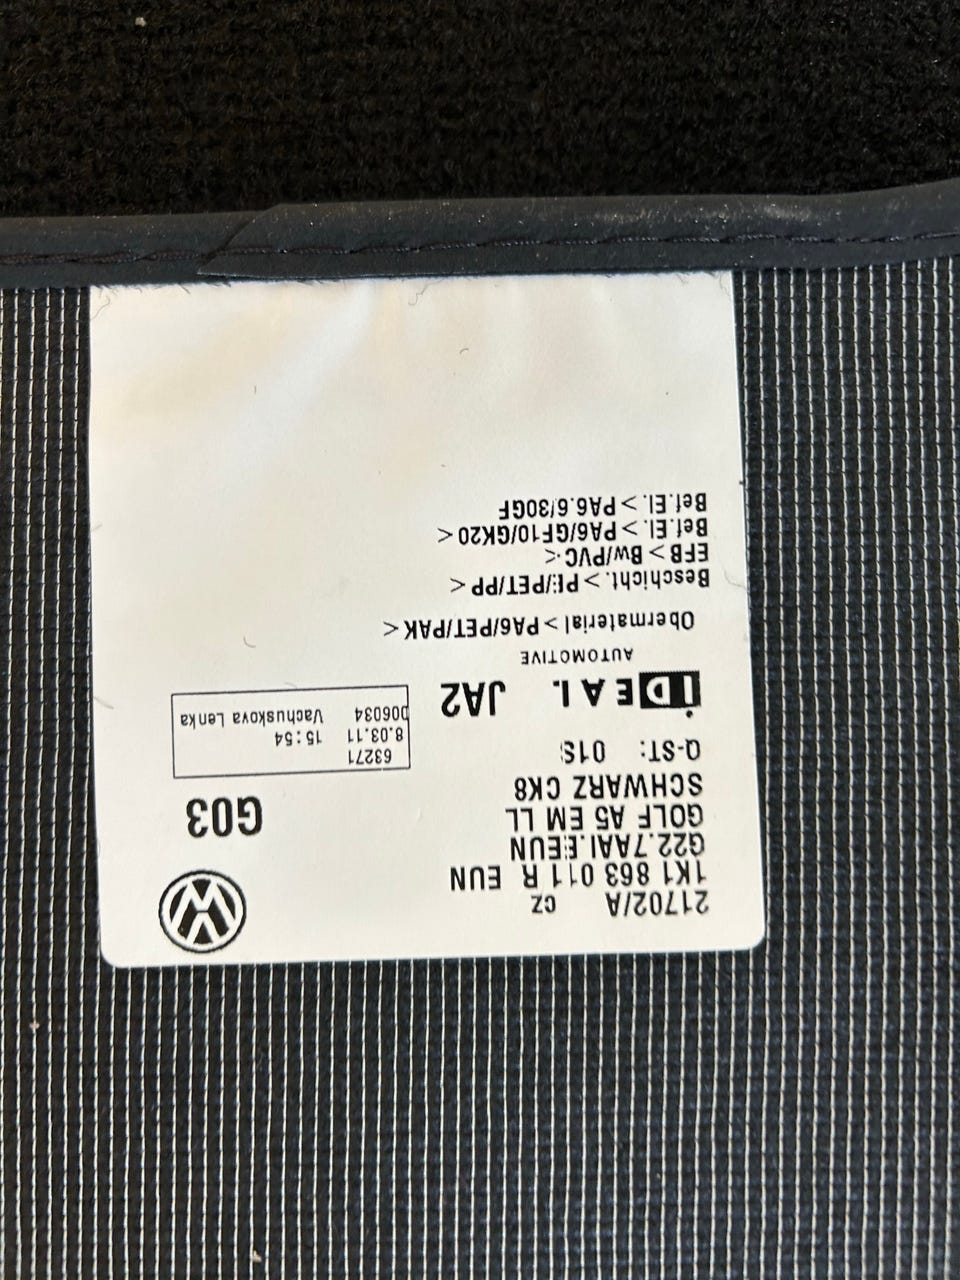 21702/A CZ
1K1 863 011 R EUN
G22.7AAI.EEUN
GOLF A5 EM LL
SCHWARZ CK8
G03
Q-ST: 01S
63271
8.03.11 15:54
006034 Vachuskova Lenka
iDEAL JA2
AUTOMOTIVE
Obermaterial > PA6/PET/PAK <
Beschicht. > PE/PET/PP <
EFB > Bw/PVC <
Bef.El. > PA6/GF10/GK20 <
Bef.El. > PA6.6/30GF